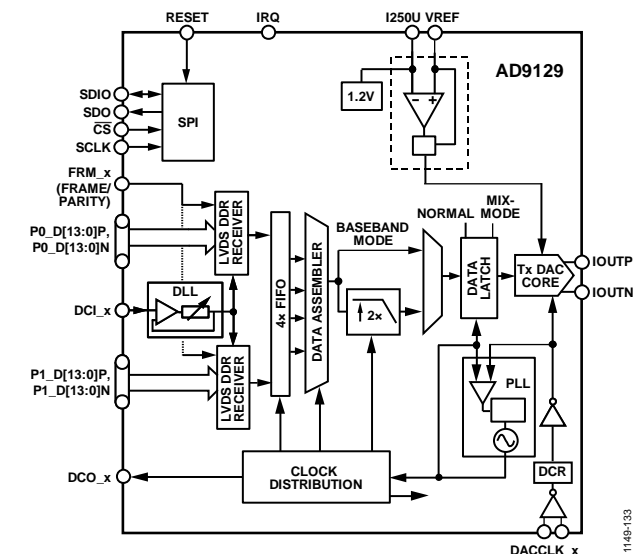 RESET
IRQ
I250U VREF
AD9129
1.2V
SDIO
SDO
CS
SCLK
SPI
FRM_x
(FRAME/
PARITY)
P0_D[13:0]P,
P0_D[13:0]N
LVDS DDR
RECEIVER
DLL
DCI_x
P1_D[13:0]P,
P1_D[13:0]N
LVDS DDR
RECEIVER
4× FIFO
DATA ASSEMBLER
BASEBAND
MODE
2×
NORMAL
MIX-
MODE
DATA
LATCH
Tx DAC
CORE
IOUTP
IOUTN
PLL
DCO_x
CLOCK
DISTRIBUTION
DCR
DACCLK_x
1149-133